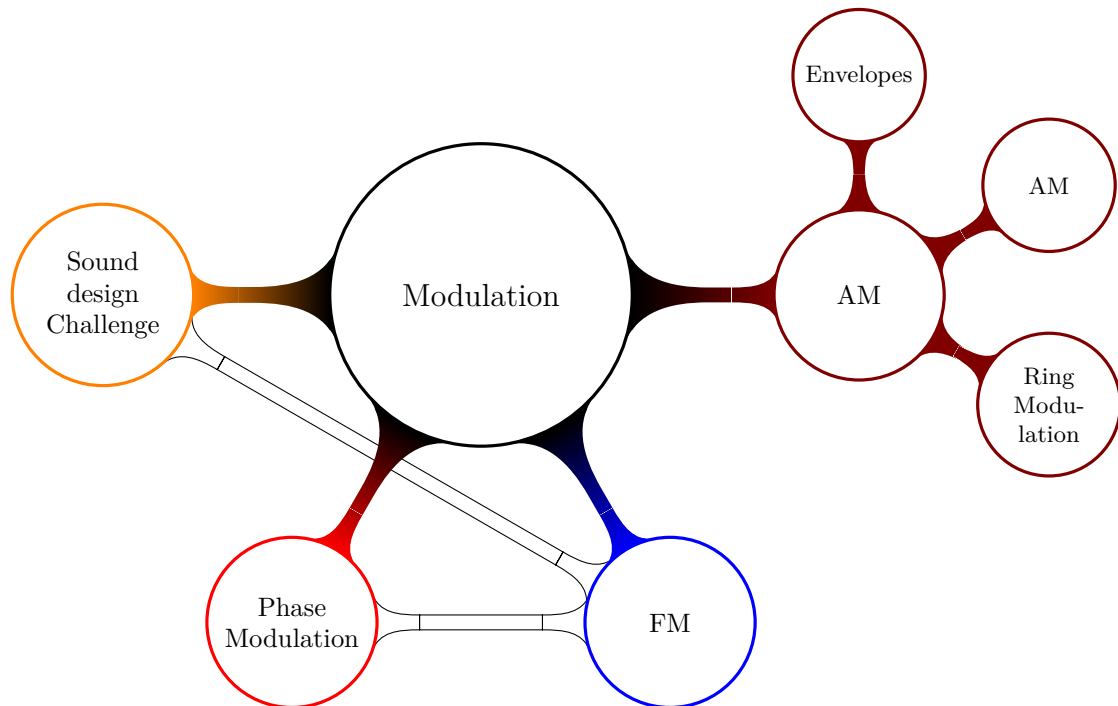 Envelopes
AM
Sound
design
Challenge
Modulation
AM
Ring
Modu-
lation
Phase
Modulation
FM